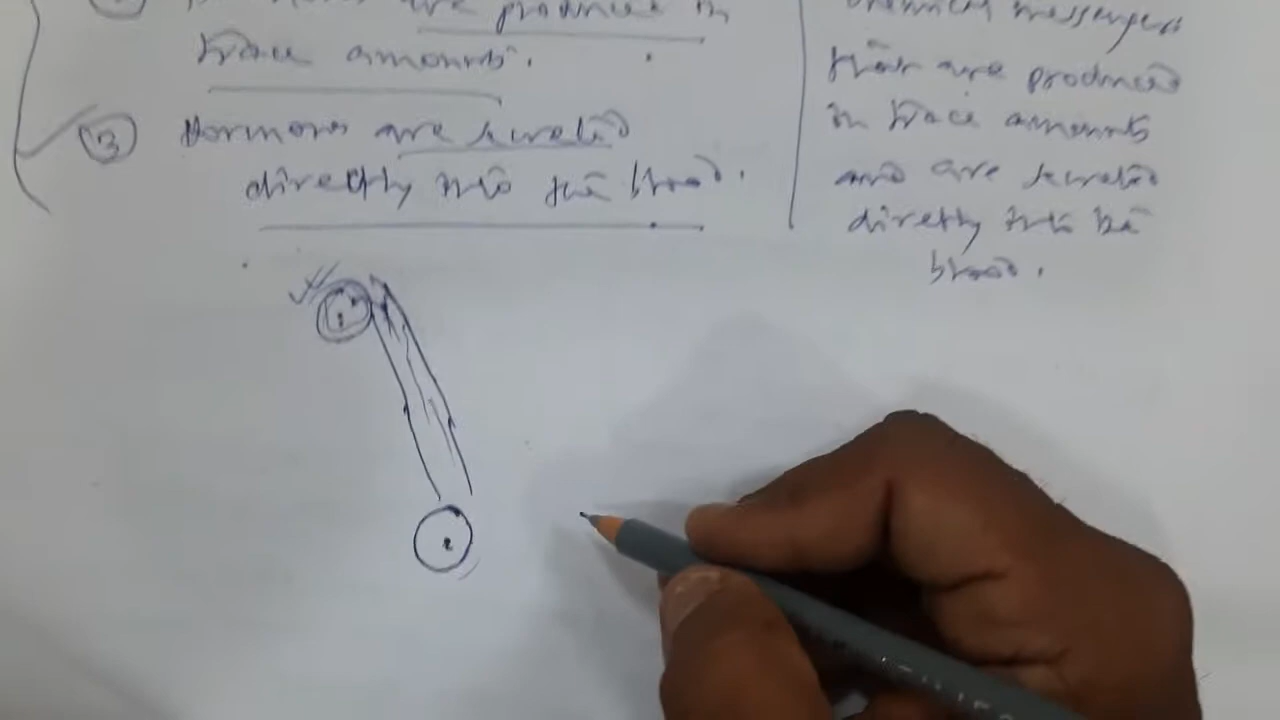 are produced in
trace amounts.
3 Hormones are secreted
directly into the blood.
chemical messengers
that are produced
in trace amounts
and are secreted
directly into the
blood.